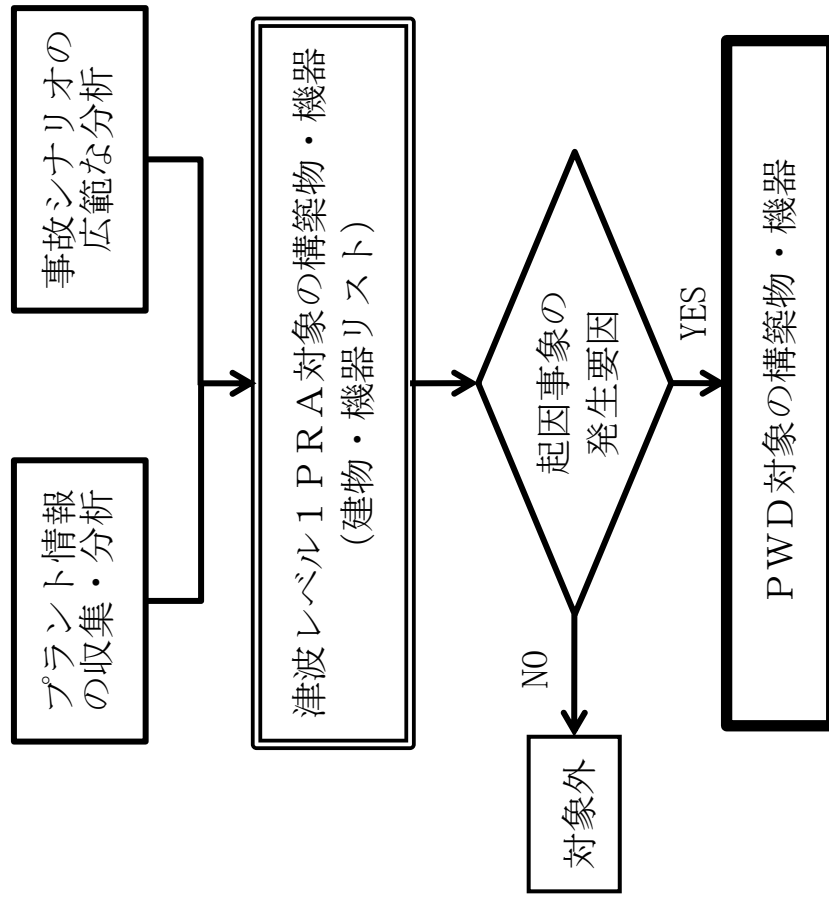 プラント情報
の収集・分析
事故シナリオの
広範な分析
津波レベル１ＰＲＡ対象の構築物・機器
(建物・機器リスト)
起因事象の
発生要因
NO
対象外
YES
ＰＷＤ対象の構築物・機器